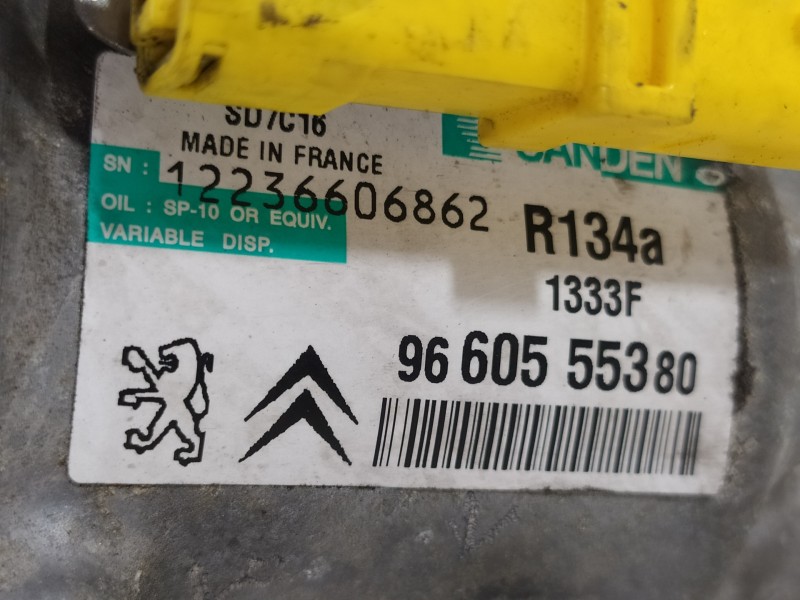 SD7C16
MADE IN FRANCE
SANDEN
SN : 12236606862
OIL : SP-10 OR EQUIV.
VARIABLE DISP.
R134a
1333F
96 605 553 80